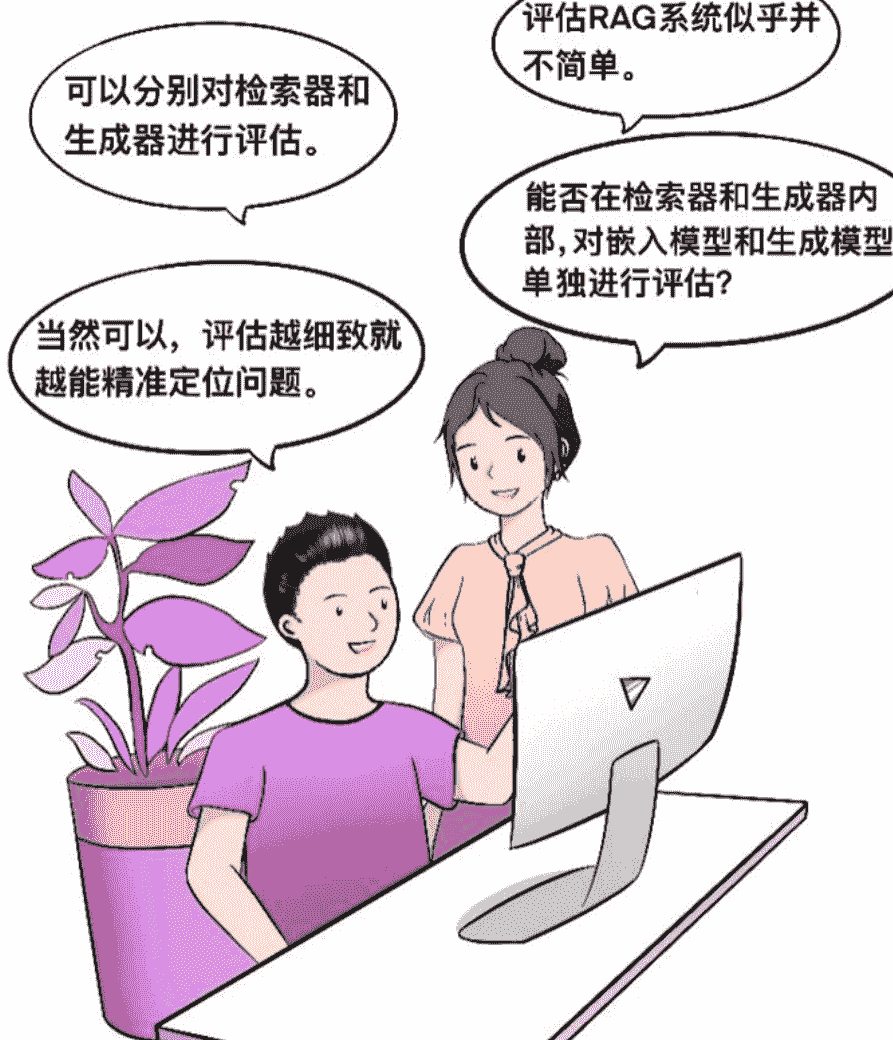 评估RAG系统似乎并
不简单。
可以分别对检索器和
生成器进行评估。
能否在检索器和生成器内
部,对嵌入模型和生成模型
单独进行评估?
当然可以，评估越细致就
越能精准定位问题。